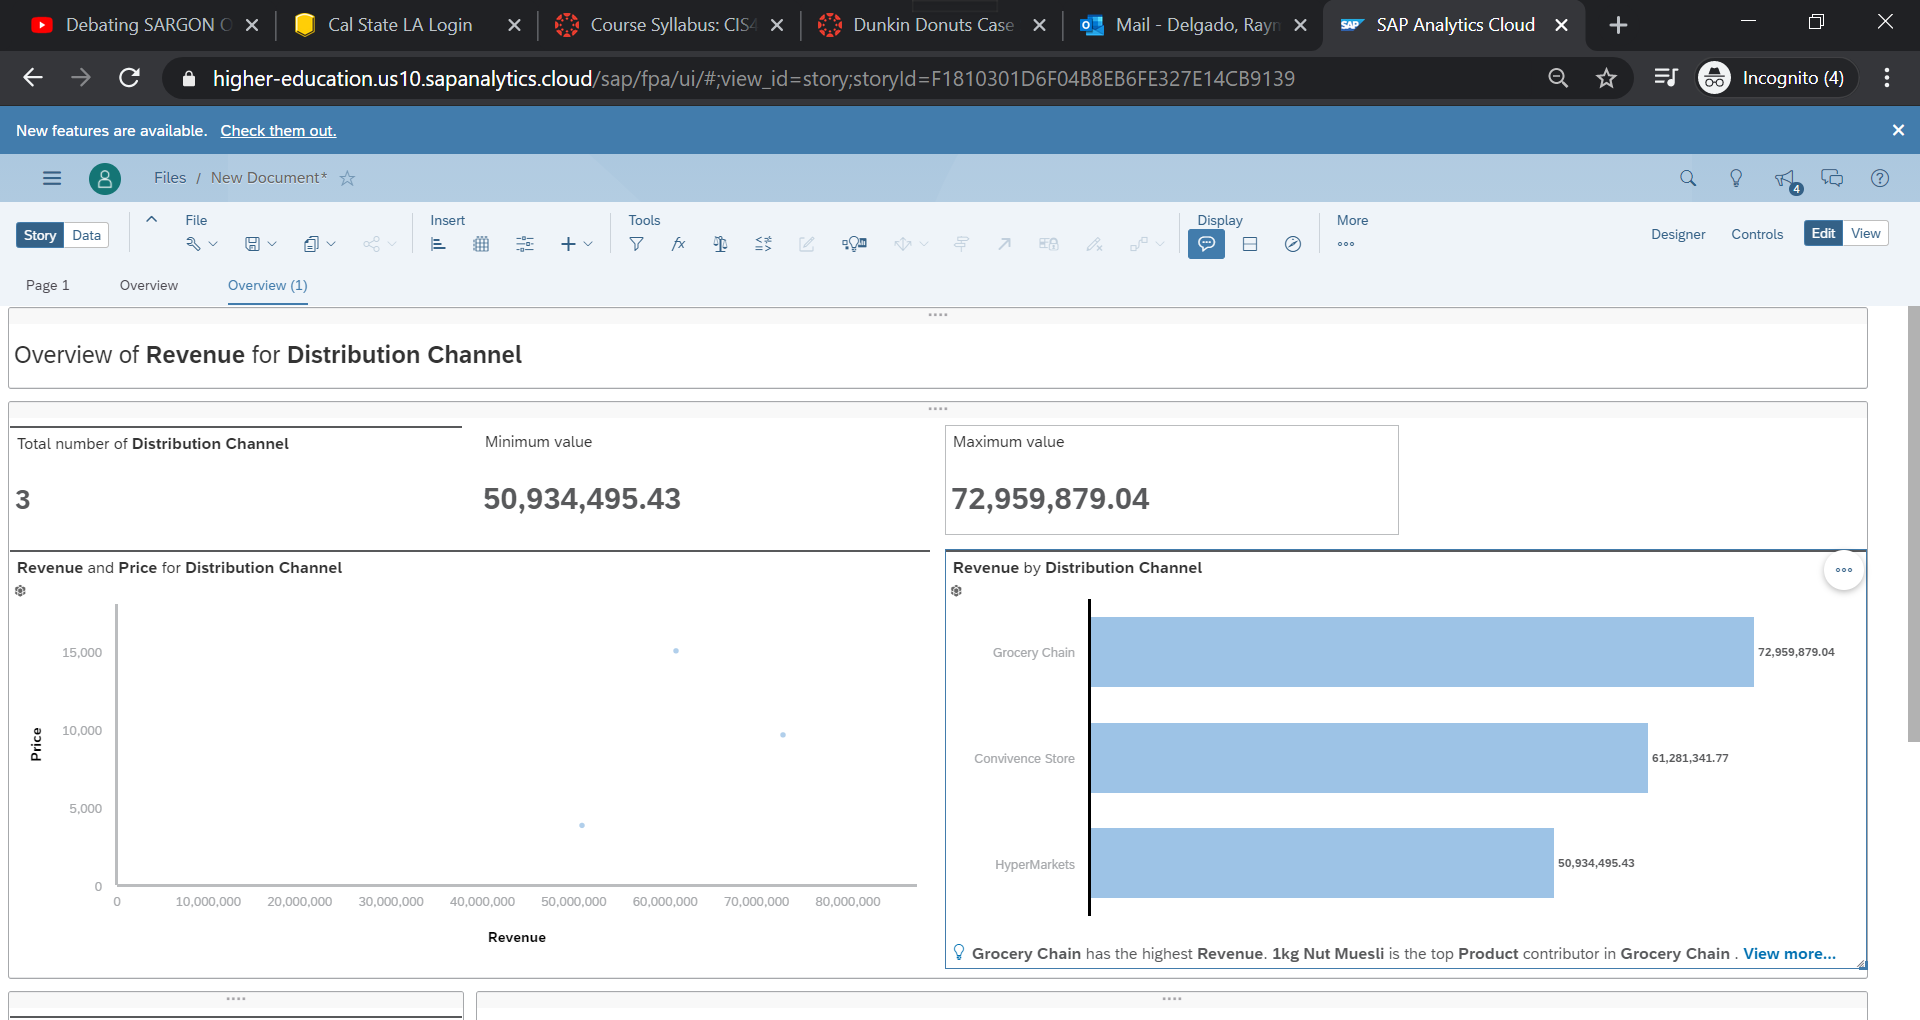 Debating SARGON O
Cal State LA Login
Course Syllabus: CIS4
Dunkin Donuts Case
Mail - Delgado, Rayn
SAP
SAP Analytics Cloud
higher-education.us10.sapanalytics.cloud/sap/fpa/ui/#;view_id=story;storyId=F1810301D6F04B8EB6FE327E14CB9139
Incognito (4)
New features are available. Check them out.
Files / New Document*
4
Story Data
File
Insert
Tools
Display
More
Designer
Controls
Edit View
Page 1
Overview
Overview (1)
Overview of Revenue for Distribution Channel
Total number of Distribution Channel
3
Minimum value
50,934,495.43
Maximum value
72,959,879.04
Revenue and Price for Distribution Channel
Price
15,000
10,000
5,000
0
0 10,000,000 20,000,000 30,000,000 40,000,000 50,000,000 60,000,000 70,000,000 80,000,000
Revenue
Revenue by Distribution Channel
Grocery Chain 72,959,879.04
Convivence Store 61,281,341.77
HyperMarkets 50,934,495.43
Grocery Chain has the highest Revenue. 1kg Nut Muesli is the top Product contributor in Grocery Chain . View more...